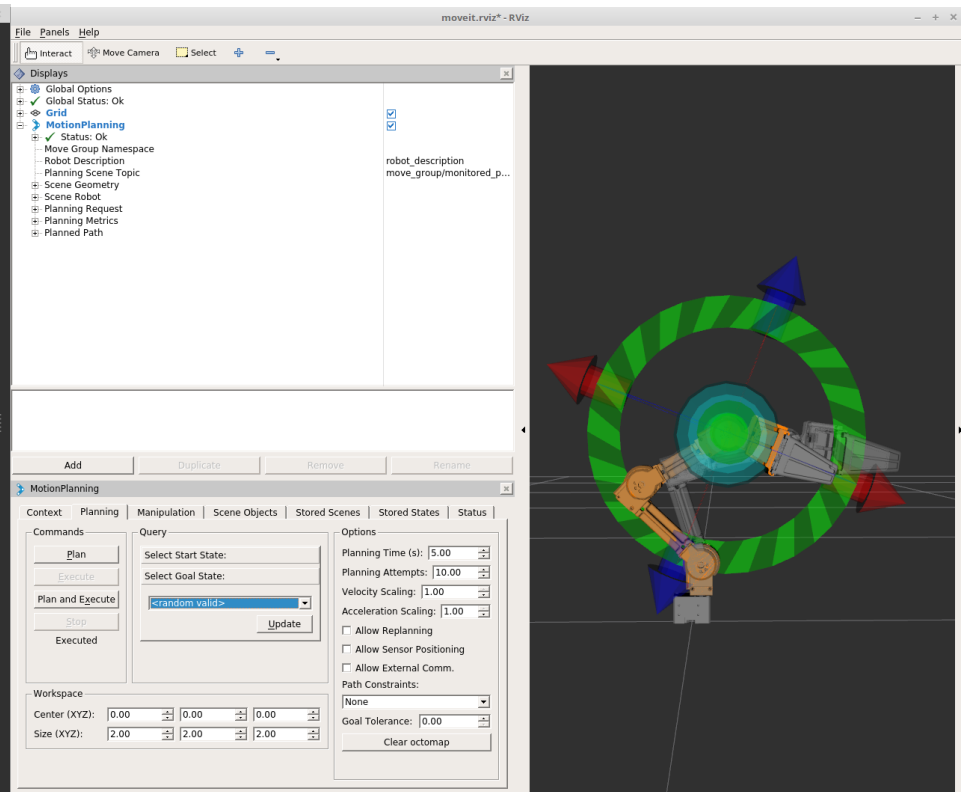 moveit.rviz* - RViz
File Panels Help
Interact Move Camera Select
Displays
Global Options
Global Status: Ok
Grid
MotionPlanning
Status: Ok
Move Group Namespace
Robot Description robot_description
Planning Scene Topic move_group/monitored_p...
Scene Geometry
Scene Robot
Planning Request
Planning Metrics
Planned Path
Add Duplicate Remove Rename
MotionPlanning
Context Planning Manipulation Scene Objects Stored Scenes Stored States Status
Commands
Plan
Execute
Plan and Execute
Stop
Executed
Query
Select Start State:
Select Goal State:
<random valid>
Update
Options
Planning Time (s): 5.00
Planning Attempts: 10.00
Velocity Scaling: 1.00
Acceleration Scaling: 1.00
Allow Replanning
Allow Sensor Positioning
Allow External Comm.
Path Constraints:
None
Goal Tolerance: 0.00
Clear octomap
Workspace
Center (XYZ): 0.00 0.00 0.00
Size (XYZ): 2.00 2.00 2.00